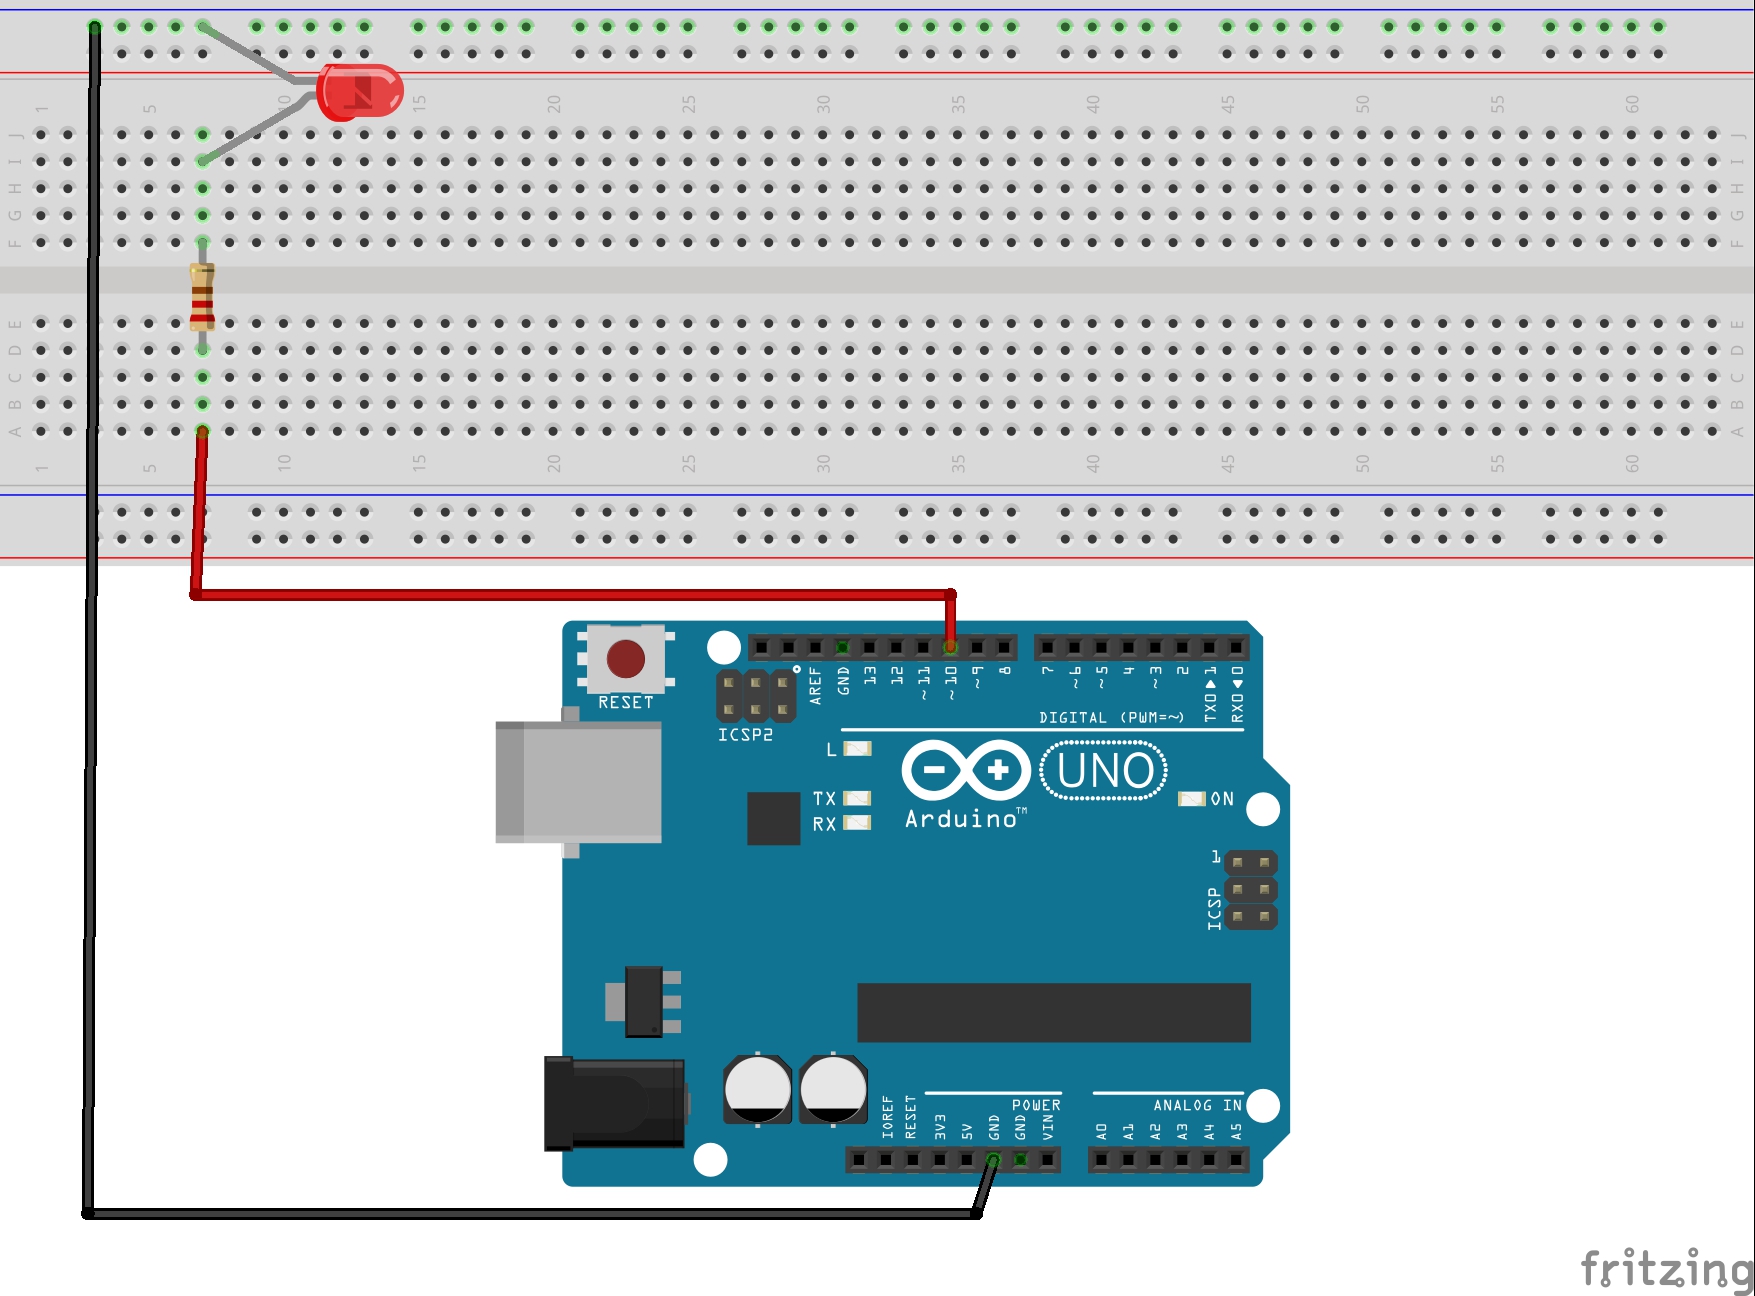 1 5 10 15 20 25 30 35 40 45 50 55 60
J J
I I
H H
G G
F F
E E
D D
C C
B B
A A
1 5 10 15 20 25 30 35 40 45 50 55 60
RESET
ICSP2
AREF GND 13 12 ~11 ~10 ~9 8 7 ~6 ~5 4 ~3 2 TX0▶1 RX0◀0
DIGITAL (PWM=~)
L
TX
RX
UNO
ON
Arduino™
1
ICSP
POWER
ANALOG IN
IOREF RESET 3V3 5V GND GND VIN A0 A1 A2 A3 A4 A5
fritzing